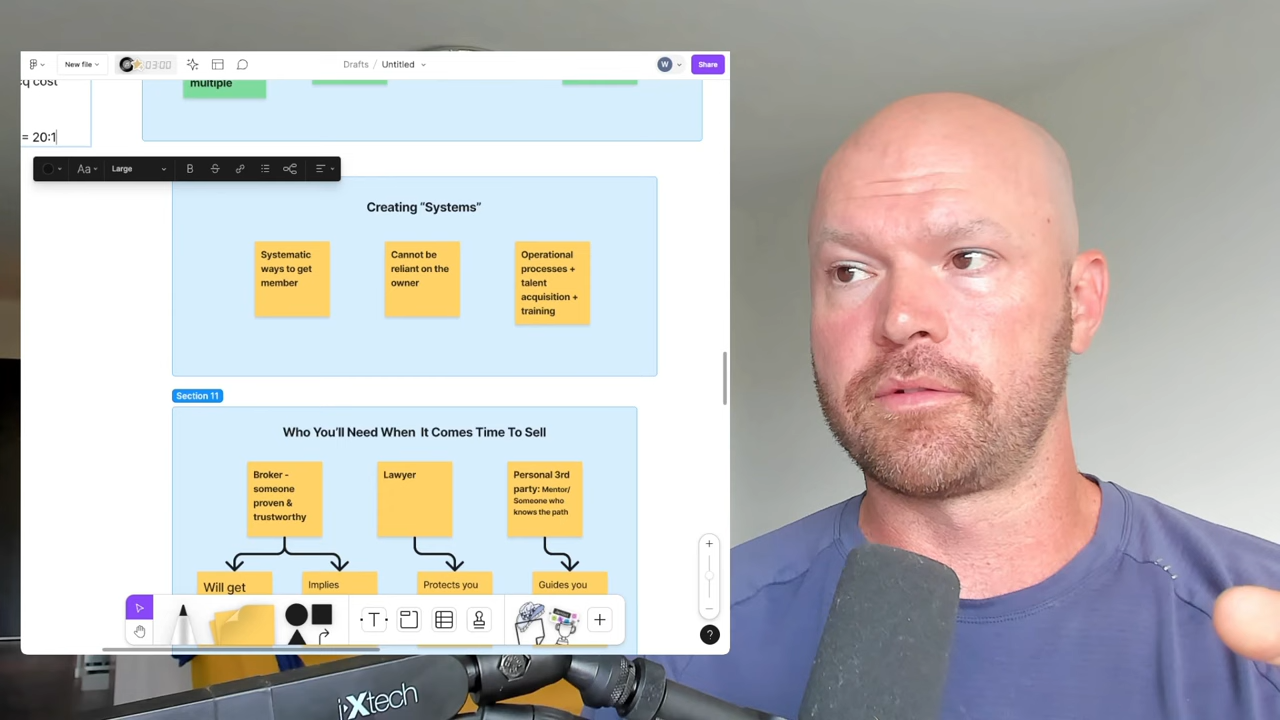 New file
03:00
Drafts / Untitled
W
Share
q cost
= 20:1
multiple
Aa
Large
B
S
Creating “Systems”
Systematic
ways to get
member
Cannot be
reliant on the
owner
Operational
processes +
talent
acquisition +
training
Section 11
Who You’ll Need When It Comes Time To Sell
Broker -
someone
proven &
trustworthy
Lawyer
Personal 3rd
party: Mentor/
Someone who
knows the path
Will get
Implies
Protects you
Guides you
T
?
iXtech